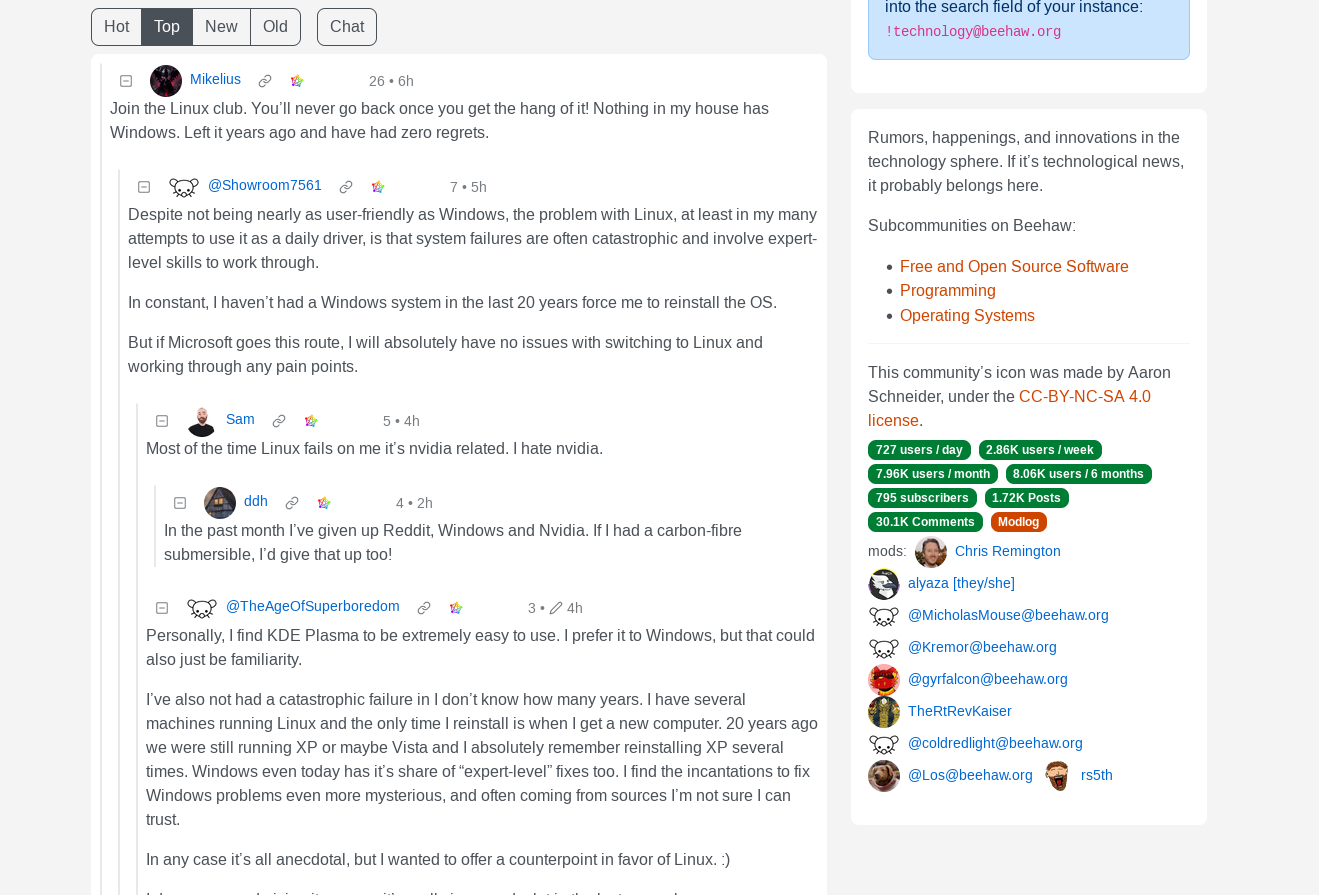 Hot Top New Old Chat
Mikelius 26 • 6h
Join the Linux club. You’ll never go back once you get the hang of it! Nothing in my house has
Windows. Left it years ago and have had zero regrets.
@Showroom7561 7 • 5h
Despite not being nearly as user-friendly as Windows, the problem with Linux, at least in my many
attempts to use it as a daily driver, is that system failures are often catastrophic and involve expert-
level skills to work through.
In constant, I haven’t had a Windows system in the last 20 years force me to reinstall the OS.
But if Microsoft goes this route, I will absolutely have no issues with switching to Linux and
working through any pain points.
Sam 5 • 4h
Most of the time Linux fails on me it’s nvidia related. I hate nvidia.
ddh 4 • 2h
In the past month I’ve given up Reddit, Windows and Nvidia. If I had a carbon-fibre
submersible, I’d give that up too!
@TheAgeOfSuperboredom 3 • 4h
Personally, I find KDE Plasma to be extremely easy to use. I prefer it to Windows, but that could
also just be familiarity.
I’ve also not had a catastrophic failure in I don’t know how many years. I have several
machines running Linux and the only time I reinstall is when I get a new computer. 20 years ago
we were still running XP or maybe Vista and I absolutely remember reinstalling XP several
times. Windows even today has it’s share of “expert-level” fixes too. I find the incantations to fix
Windows problems even more mysterious, and often coming from sources I’m not sure I can
trust.
In any case it’s all anecdotal, but I wanted to offer a counterpoint in favor of Linux. :)
into the search field of your instance:
!technology@beehaw.org
Rumors, happenings, and innovations in the
technology sphere. If it’s technological news,
it probably belongs here.
Subcommunities on Beehaw:
• Free and Open Source Software
• Programming
• Operating Systems
This community’s icon was made by Aaron
Schneider, under the CC-BY-NC-SA 4.0
license.
727 users / day 2.86K users / week
7.96K users / month 8.06K users / 6 months
795 subscribers 1.72K Posts
30.1K Comments Modlog
mods: Chris Remington
alyaza [they/she]
@MicholasMouse@beehaw.org
@Kremor@beehaw.org
@gyrfalcon@beehaw.org
TheRtRevKaiser
@coldredlight@beehaw.org
@Los@beehaw.org rs5th